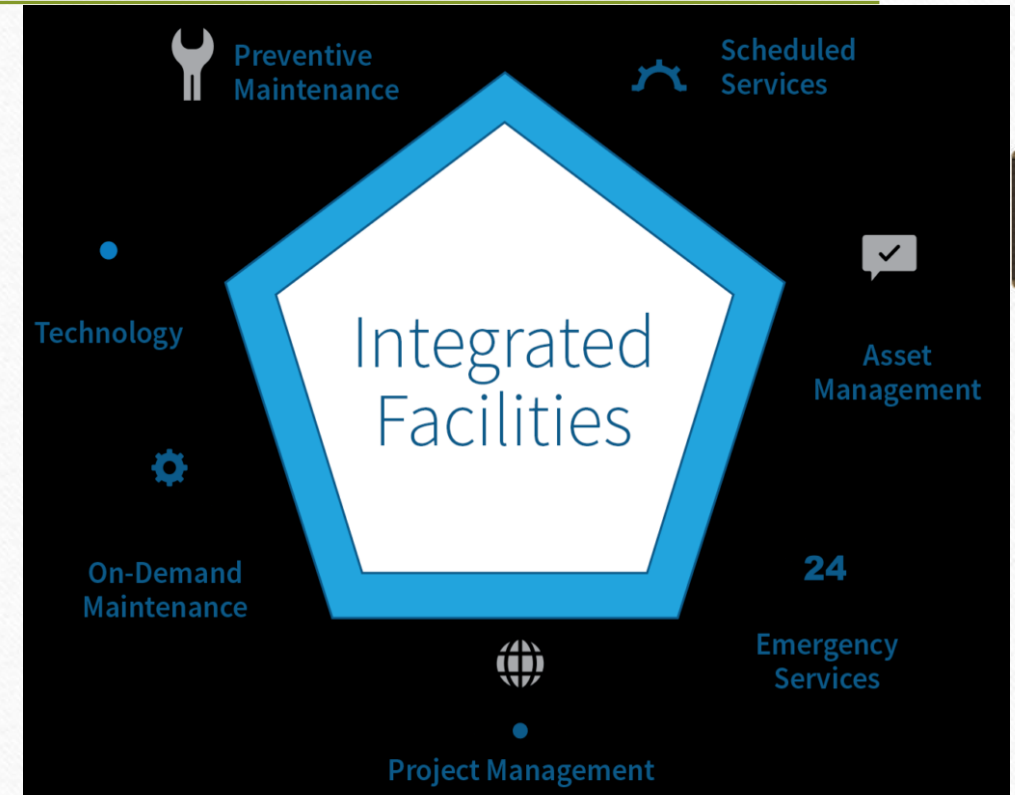 Preventive
Maintenance
Scheduled
Services
Technology
Integrated
Facilities
Asset
Management
On-Demand
Maintenance
24
Emergency
Services
Project Management